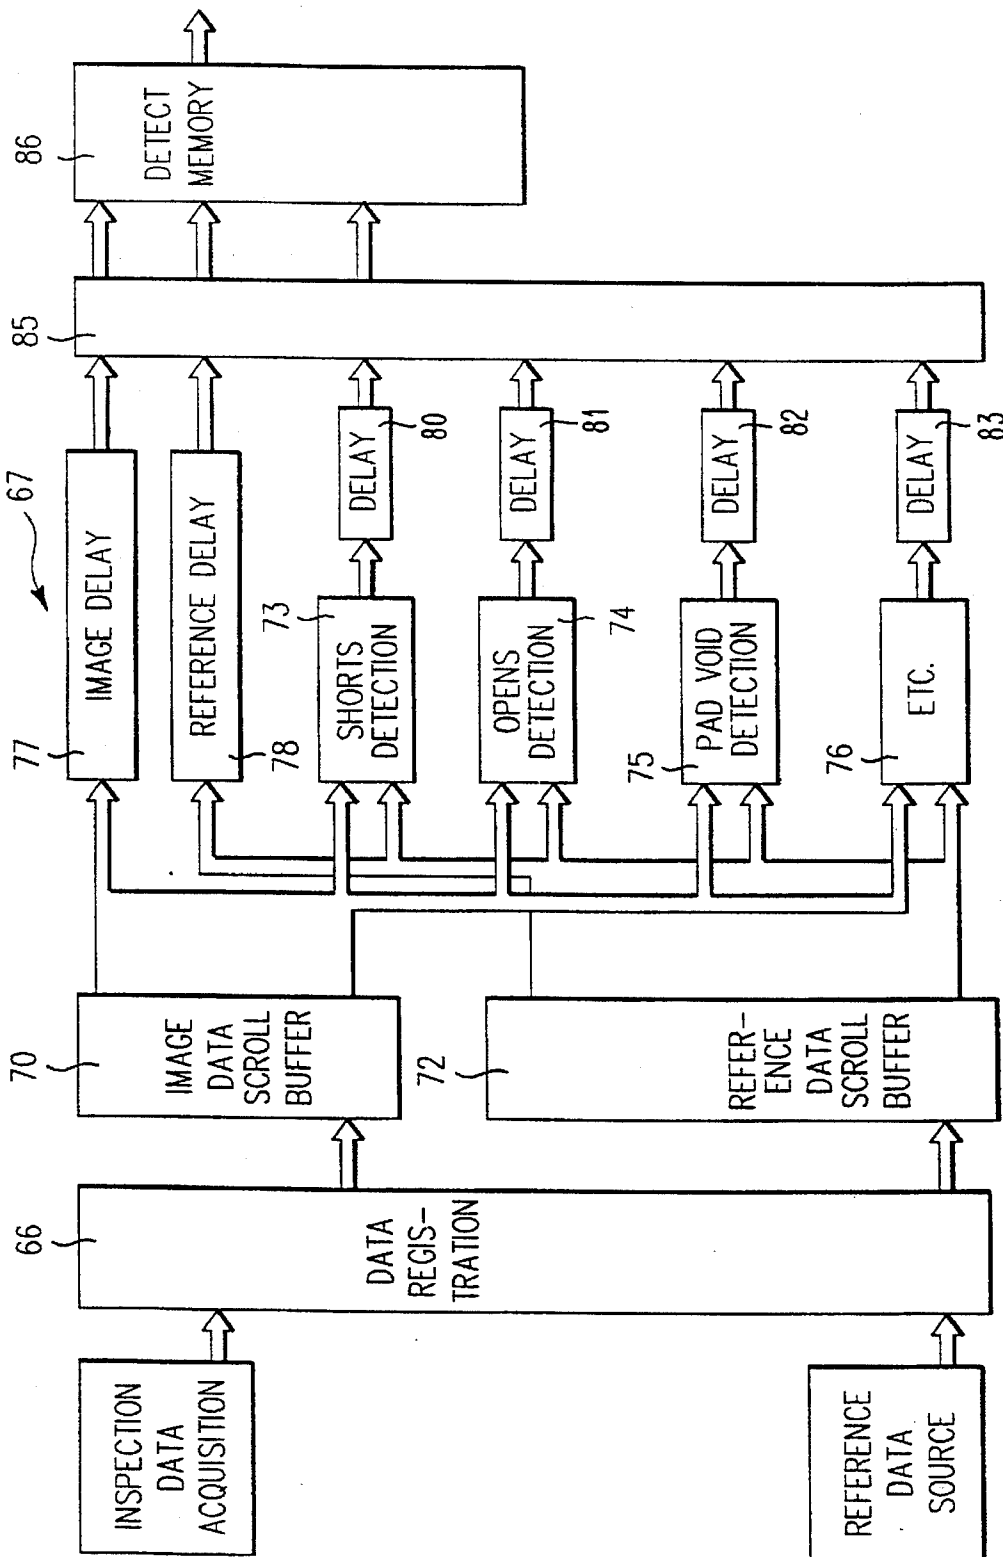 INSPECTION
DATA
ACQUISITION
REFERENCE
DATA
SOURCE
66
DATA
REGIS-
TRATION
70
IMAGE
DATA
SCROLL
BUFFER
72
REFER-
ENCE
DATA
SCROLL
BUFFER
67
77
IMAGE DELAY
REFERENCE DELAY
78
73
SHORTS
DETECTION
OPENS
DETECTION
74
75
PAD VOID
DETECTION
76
ETC.
DELAY
80
DELAY
81
DELAY
82
DELAY
83
85
86
DETECT
MEMORY